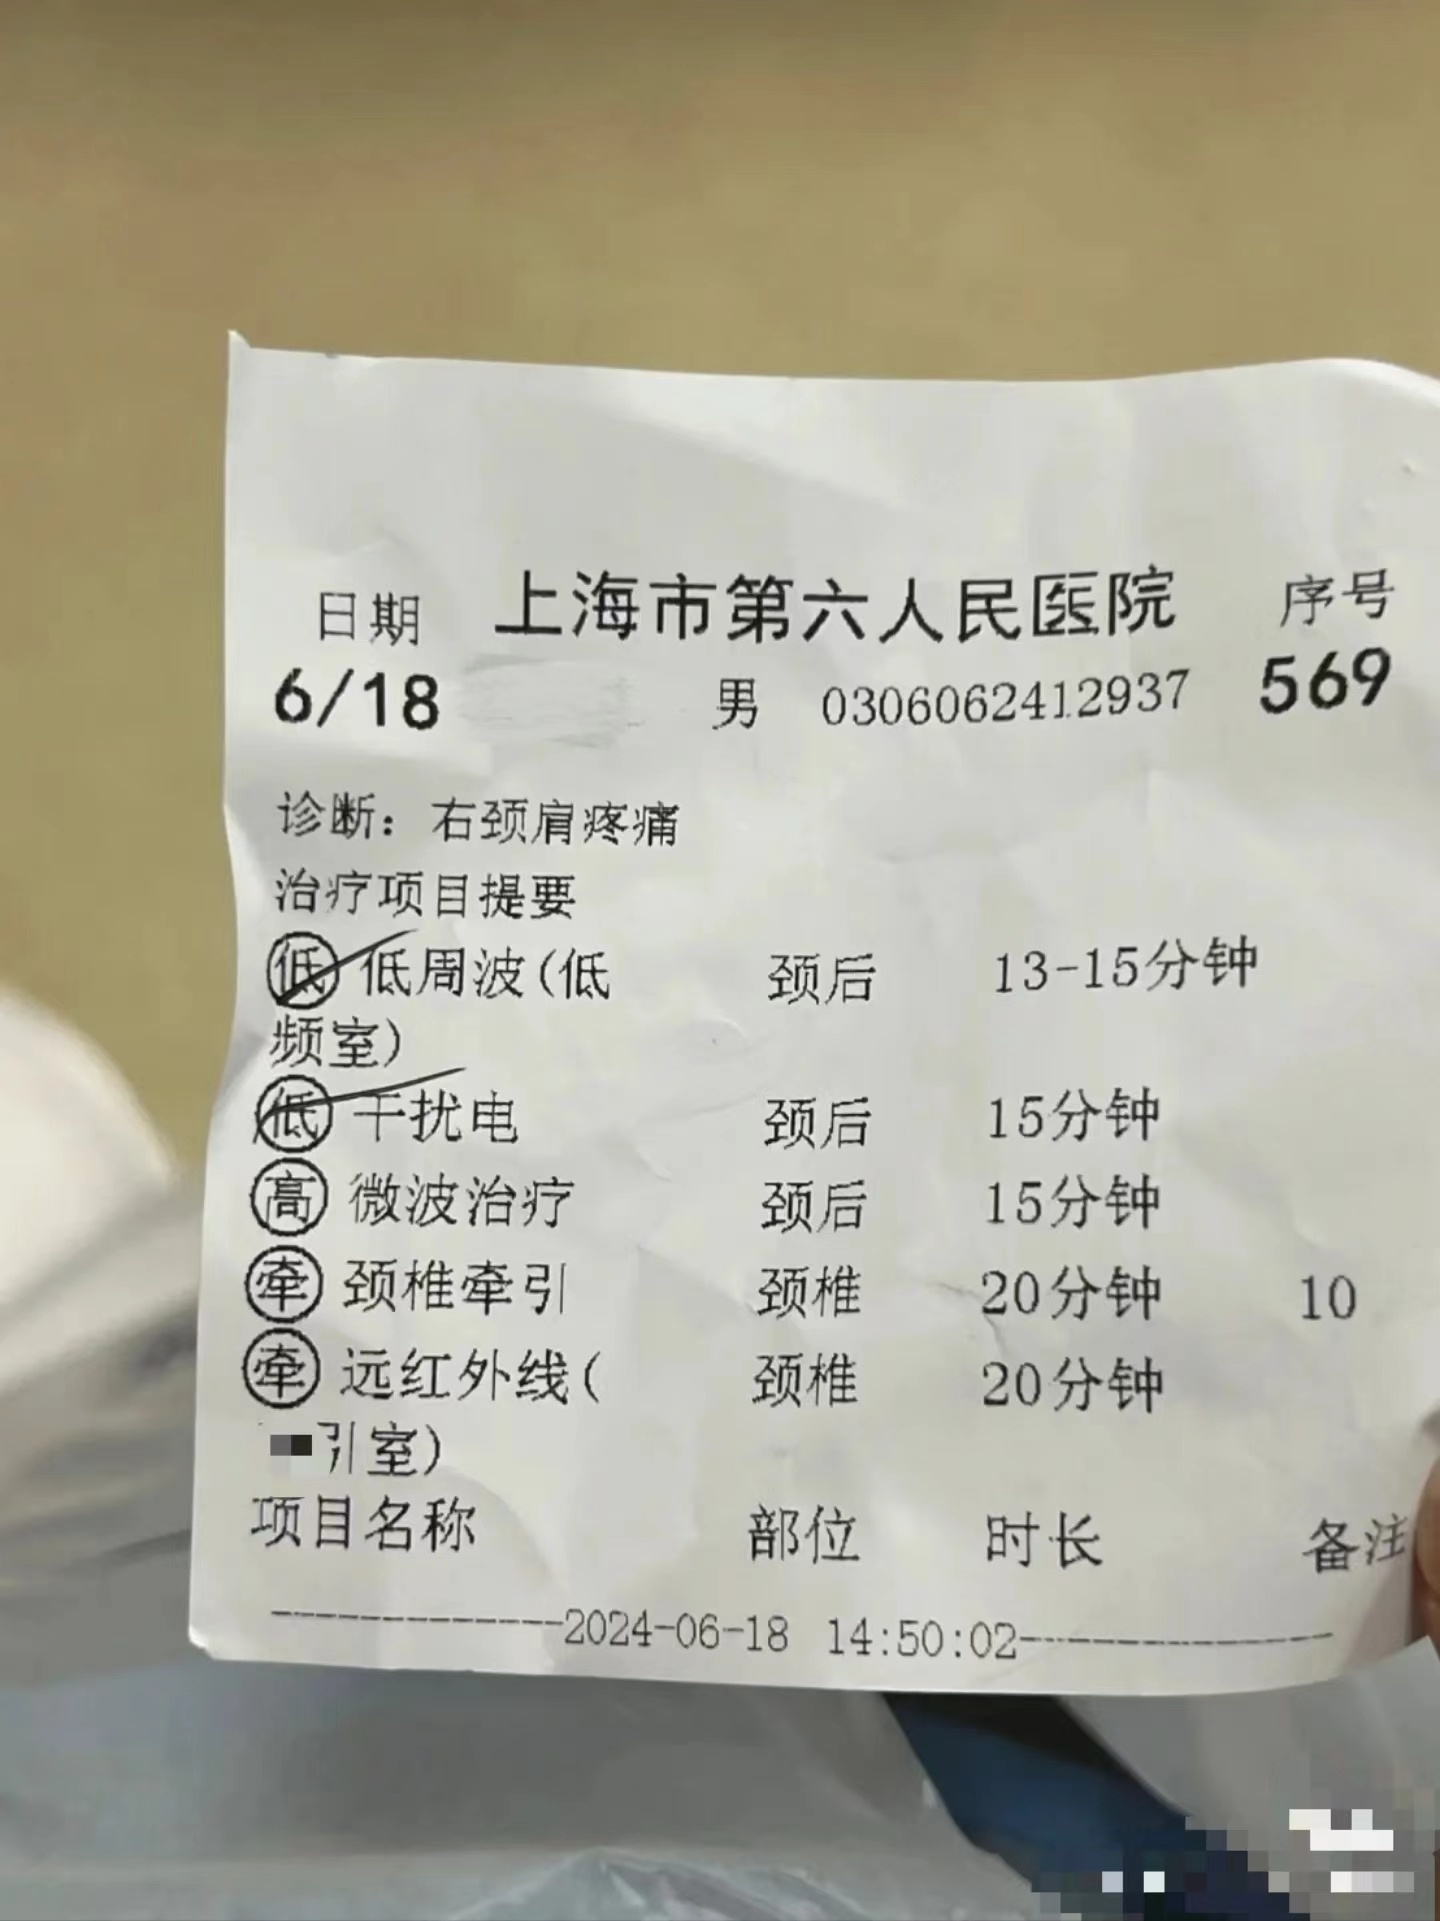 日期 上海市第六人民医院 序号
6/18 男 0306062412937 569
诊断：右颈肩疼痛
治疗项目提要
低 低周波(低 颈后 13-15分钟
频室)
低 干扰电 颈后 15分钟
高 微波治疗 颈后 15分钟
牵 颈椎牵引 颈椎 20分钟 10
牵 远红外线( 颈椎 20分钟
引室)
项目名称 部位 时长 备注
2024-06-18 14:50:02